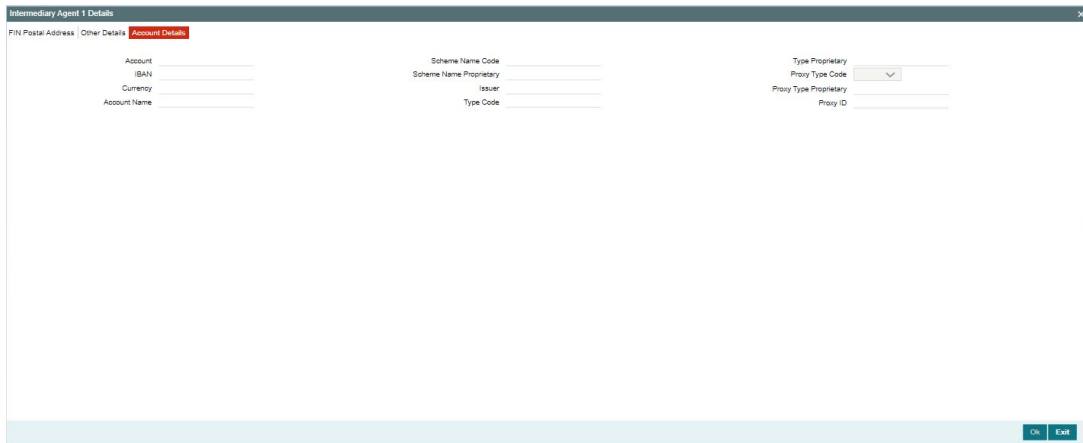 Intermediary Agent 1 Details
FIN Postal Address Other Details Account Details
Account
IBAN
Currency
Account Name
Scheme Name Code
Scheme Name Proprietary
Issuer
Type Code
Type Proprietary
Proxy Type Code
Proxy Type Proprietary
Proxy ID
Ok Exit